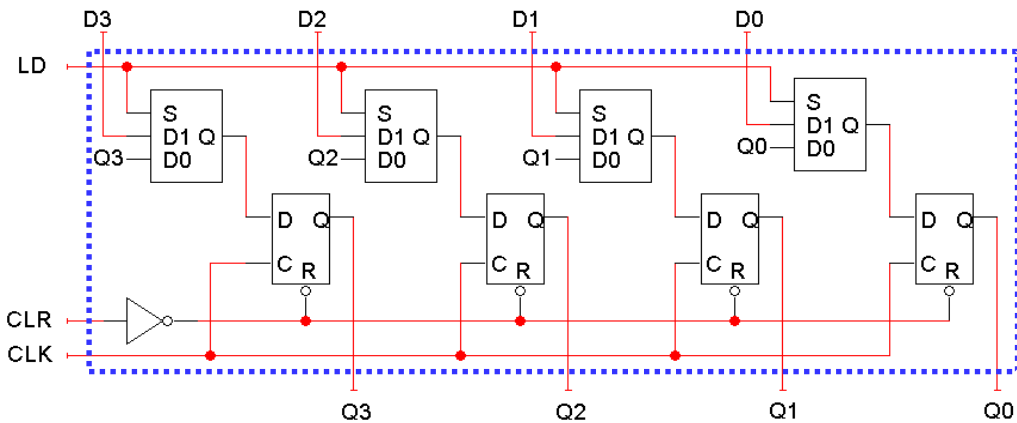 D3 D2 D1 D0
LD
S S S S
D1 Q D1 Q D1 Q D1 Q
Q3 D0 Q2 D0 Q1 D0 Q0 D0
D Q D Q D Q D Q
C R C R C R C R
CLR
CLK
Q3 Q2 Q1 Q0